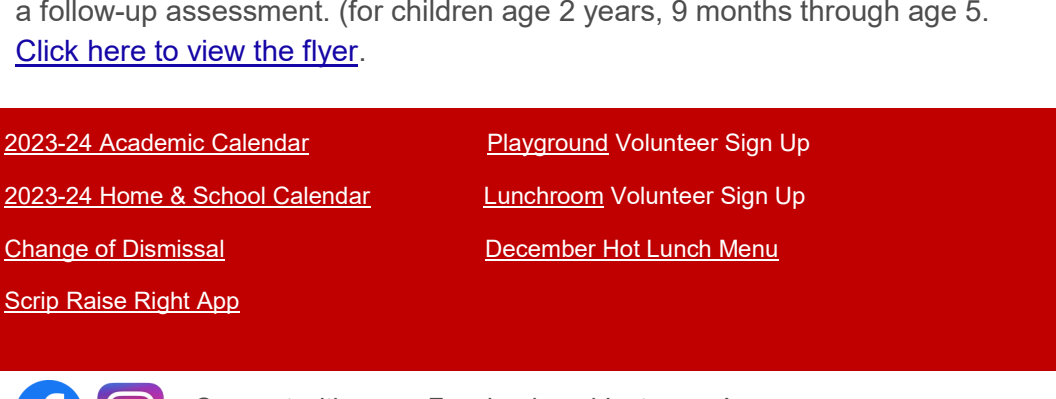 a follow-up assessment. (for children age 2 years, 9 months through age 5.
Click here to view the flyer.
2023-24 Academic Calendar
Playground Volunteer Sign Up
2023-24 Home & School Calendar
Lunchroom Volunteer Sign Up
Change of Dismissal
December Hot Lunch Menu
Scrip Raise Right App